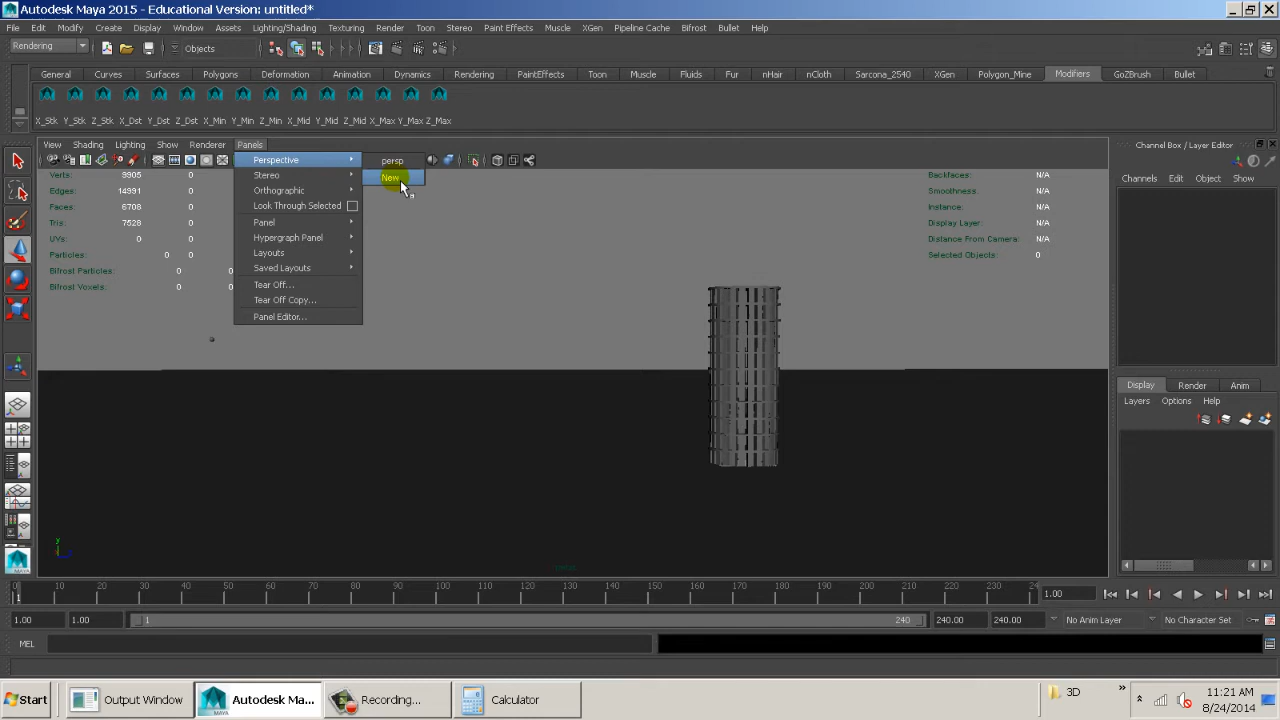 Autodesk Maya 2015 - Educational Version: untitled*
File Edit Modify Create Display Window Assets Lighting/Shading Texturing Render Toon Stereo Paint Effects Muscle XGen Pipeline Cache Bifrost Bullet Help
Rendering Objects
General Curves Surfaces Polygons Deformation Animation Dynamics Rendering PaintEffects Toon Muscle Fluids Fur nHair nCloth Sarcona_2540 XGen Polygon_Mine Modifiers GoZBrush Bullet
X_Stk Y_Stk Z_Stk X_Dst Y_Dst Z_Dst X_Min Y_Min Z_Min X_Mid Y_Mid Z_Mid X_Max Y_Max Z_Max
View Shading Lighting Show Renderer Panels
Channel Box / Layer Editor
Perspective persp
New
Stereo
Orthographic
Look Through Selected
Panel
Hypergraph Panel
Layouts
Saved Layouts
Tear Off...
Tear Off Copy...
Panel Editor...
Verts: 3905 0
Edges: 14991 0
Faces: 6708 0
Tris: 7528 0
UVs: 0 0
Particles: 0 0
Bifrost Particles: 0 0
Bifrost Voxels: 0 0
Backfaces: N/A
Smoothness: N/A
Instance: N/A
Display Layer: N/A
Distance From Camera: N/A
Selected Objects: 0
Channels Edit Object Show
Display Render Anim
Layers Options Help
y
persp
0 10 20 30 40 50 60 70 80 90 100 110 120 130 140 150 160 170 180 190 200 210 220 230 24
1
1.00
1.00 1.00 1 240 240.00 240.00 No Anim Layer No Character Set
MEL
Start Output Window Autodesk Ma... Recording... Calculator 3D
11:21 AM
8/24/2014